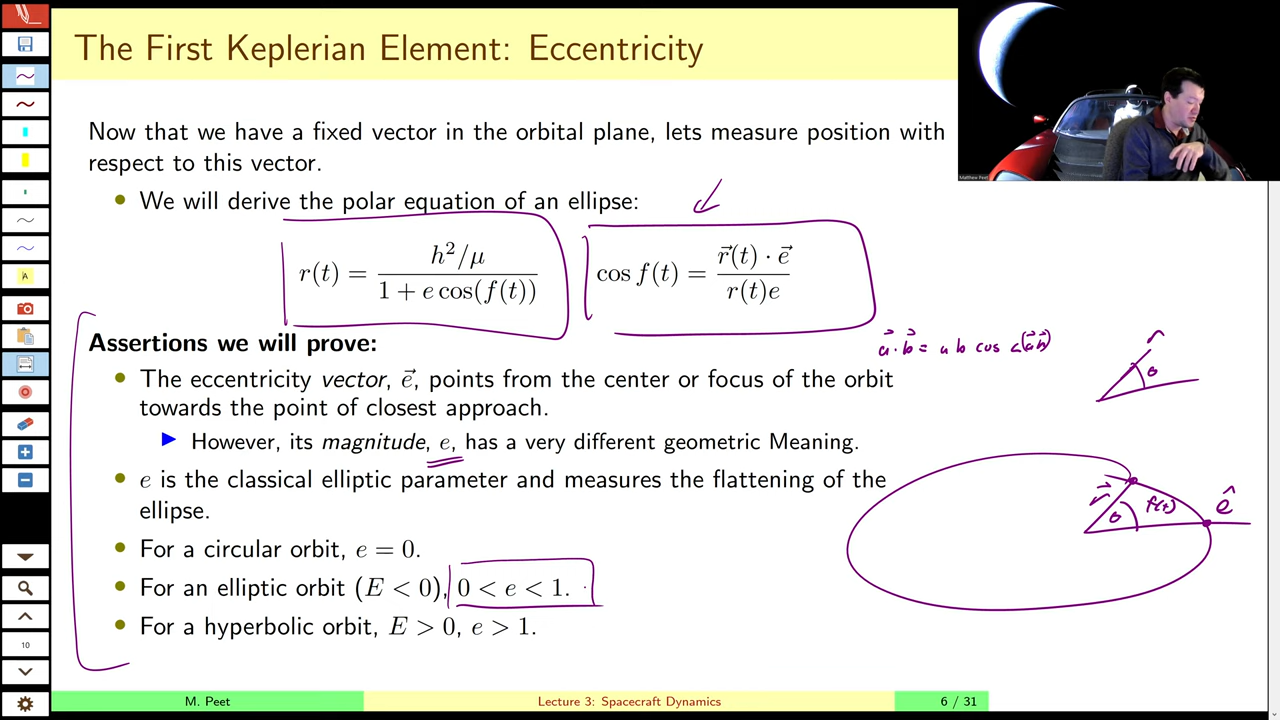 The First Keplerian Element: Eccentricity
Now that we have a fixed vector in the orbital plane, lets measure position with
respect to this vector.
• We will derive the polar equation of an ellipse:
r(t) = h²/μ / 1 + e cos(f(t))
cos f(t) = r⃗(t) · e⃗ / r(t)e
Assertions we will prove:
a⃗ · b⃗ = a b cos ∠(a⃗ b⃗)
r⃗
θ
• The eccentricity vector, e⃗, points from the center or focus of the orbit
towards the point of closest approach.
▶ However, its magnitude, e, has a very different geometric Meaning.
• e is the classical elliptic parameter and measures the flattening of the
ellipse.
r⃗
θ
f(t)
ê
• For a circular orbit, e = 0.
• For an elliptic orbit (E < 0), 0 < e < 1.
• For a hyperbolic orbit, E > 0, e > 1.
M. Peet
Lecture 3: Spacecraft Dynamics
6 / 31
Matthew Peet
A
10